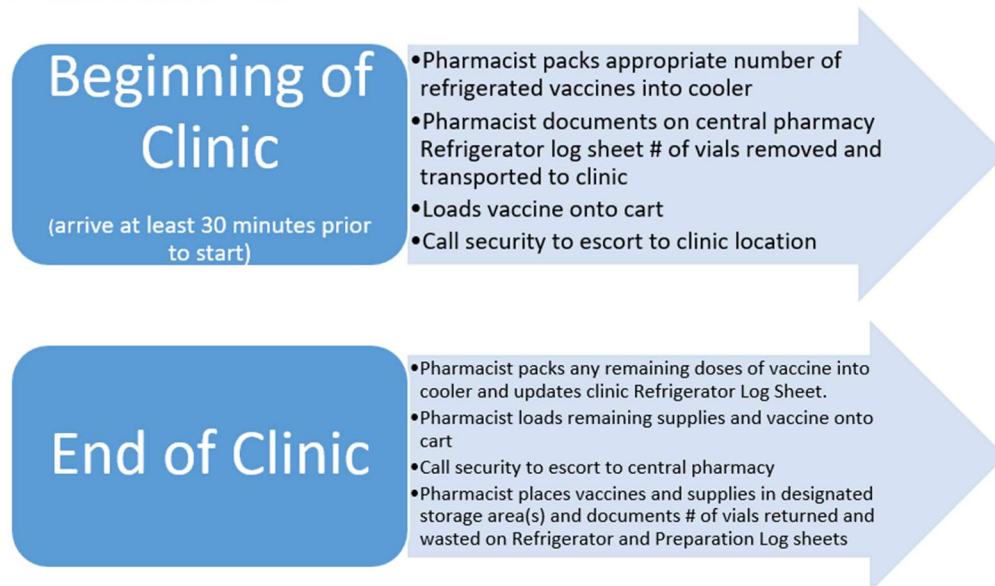 Beginning of
Clinic
(arrive at least 30 minutes prior
to start)
•Pharmacist packs appropriate number of
refrigerated vaccines into cooler
•Pharmacist documents on central pharmacy
Refrigerator log sheet # of vials removed and
transported to clinic
•Loads vaccine onto cart
•Call security to escort to clinic location
End of Clinic
•Pharmacist packs any remaining doses of vaccine into
cooler and updates clinic Refrigerator Log Sheet.
•Pharmacist loads remaining supplies and vaccine onto
cart
•Call security to escort to central pharmacy
•Pharmacist places vaccines and supplies in designated
storage area(s) and documents # of vials returned and
wasted on Refrigerator and Preparation Log sheets